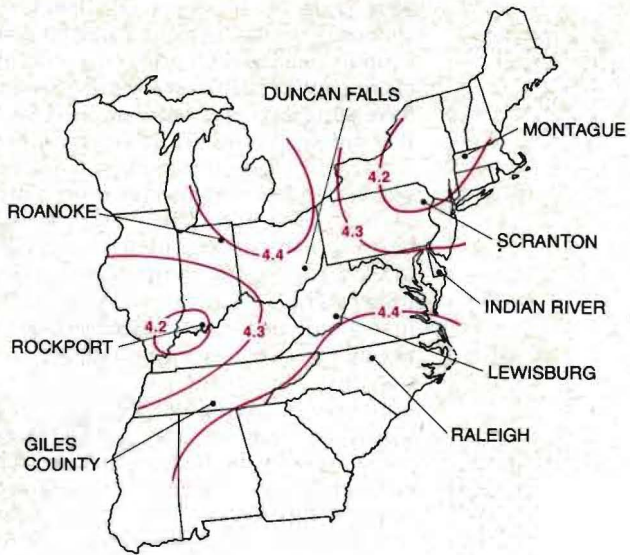 DUNCAN FALLS
MONTAGUE
4.2
ROANOKE
4.3
SCRANTON
4.4
INDIAN RIVER
4.2
4.3
4.4
ROCKPORT
LEWISBURG
RALEIGH
GILES
COUNTY